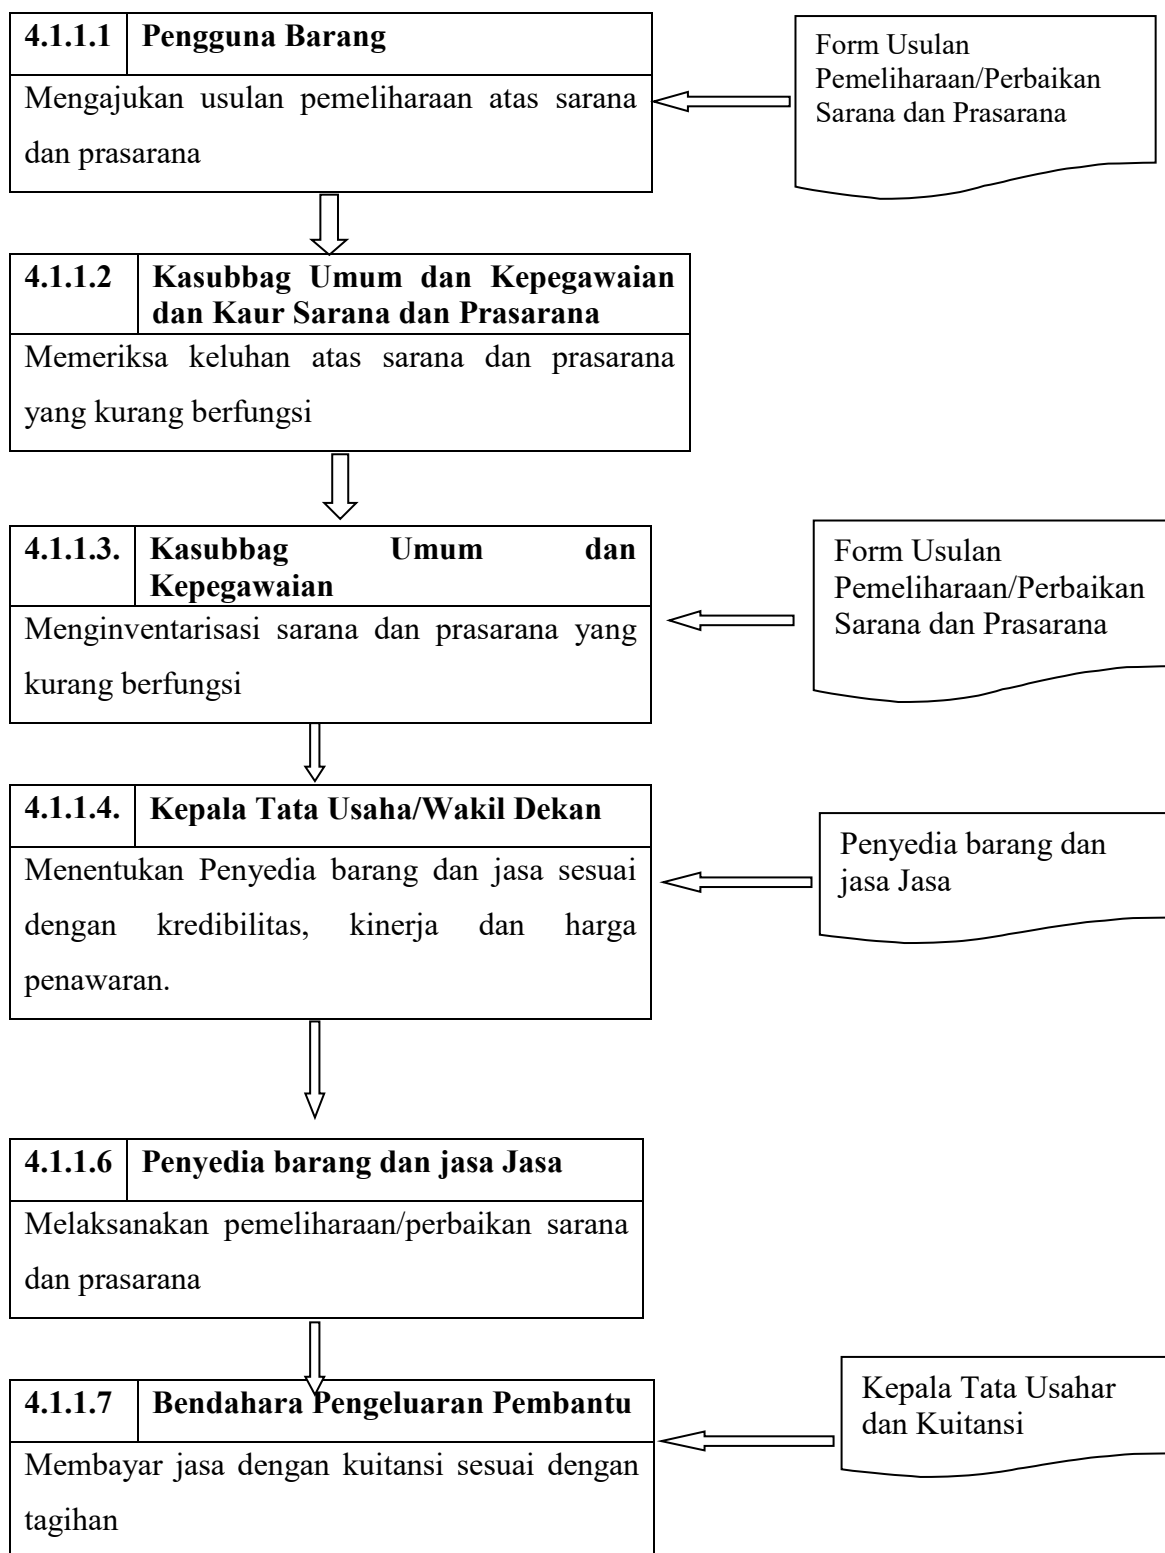 4.1.1.1 Pengguna Barang
Mengajukan usulan pemeliharaan atas sarana
dan prasarana
Form Usulan
Pemeliharaan/Perbaikan
Sarana dan Prasarana
4.1.1.2 Kasubbag Umum dan Kepegawaian
dan Kaur Sarana dan Prasarana
Memeriksa keluhan atas sarana dan prasarana
yang kurang berfungsi
4.1.1.3. Kasubbag Umum dan
Kepegawaian
Menginventarisasi sarana dan prasarana yang
kurang berfungsi
Form Usulan
Pemeliharaan/Perbaikan
Sarana dan Prasarana
4.1.1.4. Kepala Tata Usaha/Wakil Dekan
Menentukan Penyedia barang dan jasa sesuai
dengan kredibilitas, kinerja dan harga
penawaran.
Penyedia barang dan
jasa Jasa
4.1.1.6 Penyedia barang dan jasa Jasa
Melaksanakan pemeliharaan/perbaikan sarana
dan prasarana
4.1.1.7 Bendahara Pengeluaran Pembantu
Membayar jasa dengan kuitansi sesuai dengan
tagihan
Kepala Tata Usahar
dan Kuitansi